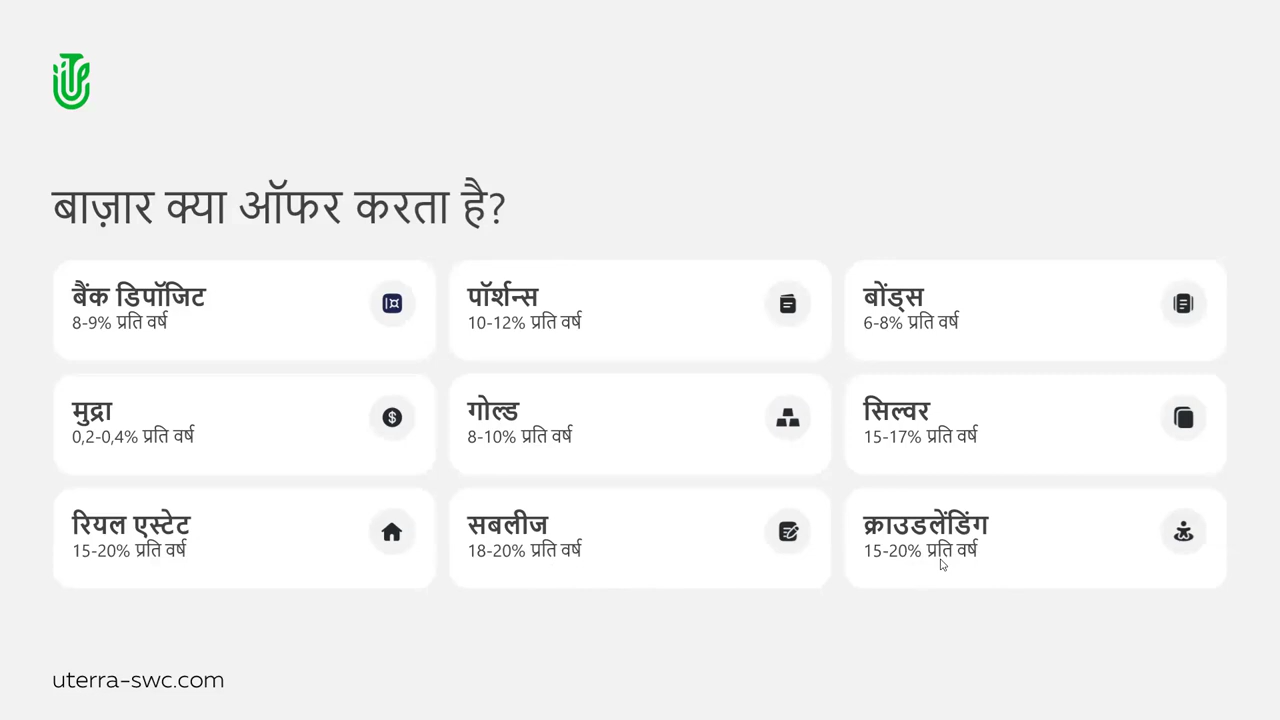 बाज़ार क्या ऑफर करता है?
बैंक डिपॉजिट
8-9% प्रति वर्ष
पॉर्शन्स
10-12% प्रति वर्ष
बोंड्स
6-8% प्रति वर्ष
मुद्रा
0,2-0,4% प्रति वर्ष
गोल्ड
8-10% प्रति वर्ष
सिल्वर
15-17% प्रति वर्ष
रियल एस्टेट
15-20% प्रति वर्ष
सबलीज
18-20% प्रति वर्ष
क्राउडलेंडिंग
15-20% प्रति वर्ष
uterra-swc.com